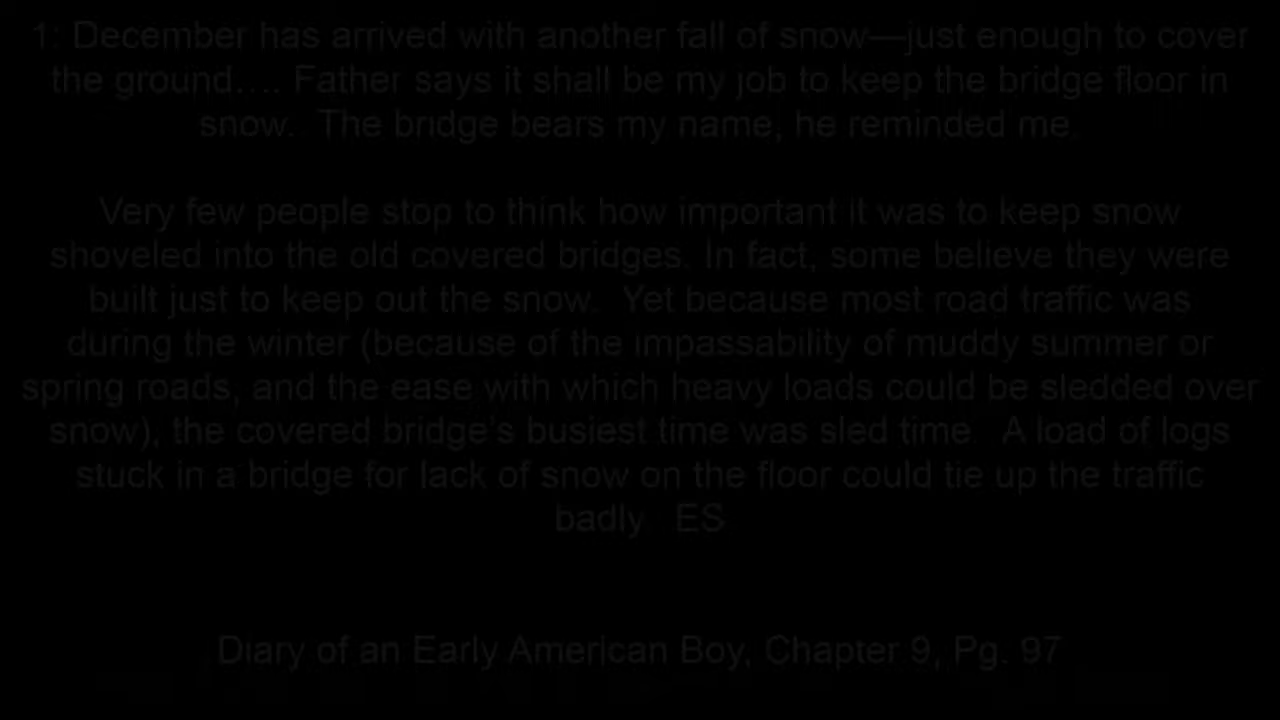 1: December has arrived with another fall of snow—just enough to cover
the ground…. Father says it shall be my job to keep the bridge floor in
snow.  The bridge bears my name, he reminded me.
Very few people stop to think how important it was to keep snow
shoveled into the old covered bridges. In fact, some believe they were
built just to keep out the snow.  Yet because most road traffic was
during the winter (because of the impassability of muddy summer or
spring roads, and the ease with which heavy loads could be sledded over
snow), the covered bridge's busiest time was sled time.  A load of logs
stuck in a bridge for lack of snow on the floor could tie up the traffic
badly.  ES
Diary of an Early American Boy, Chapter 9, Pg. 97